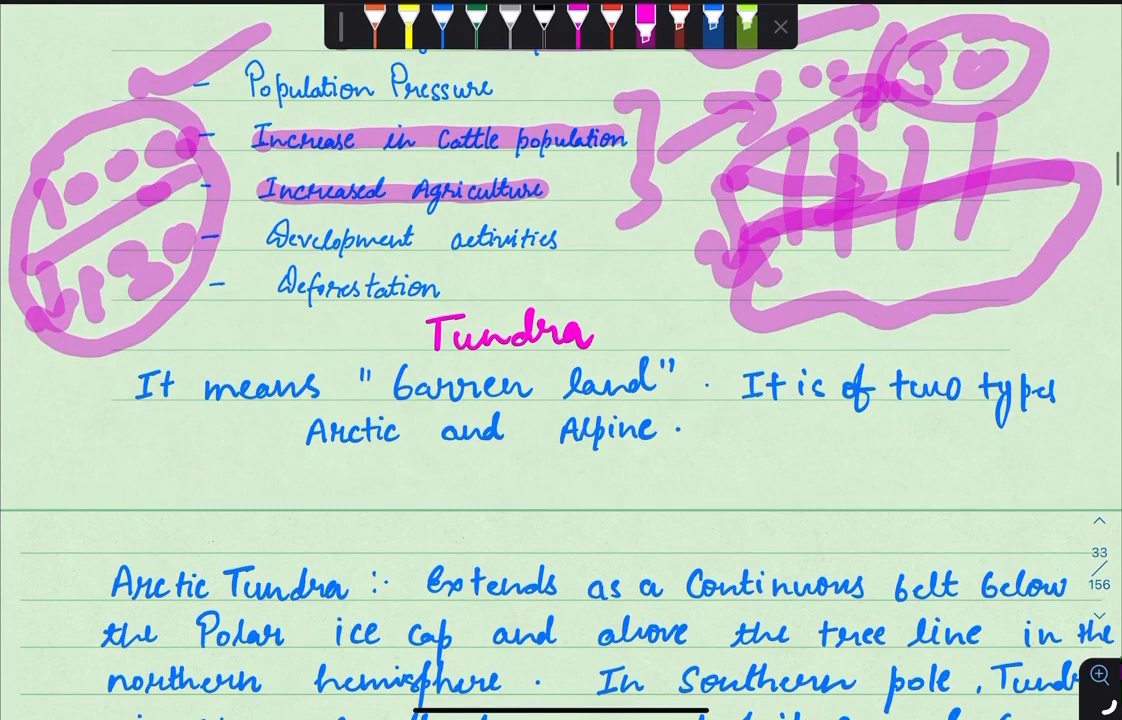 - Population Pressure
- Increase in Cattle population
- Increased Agriculture
- Development activities
- Deforestation
Tundra
It means "barren land". It is of two types
Arctic and Alpine.
Arctic Tundra :- Extends as a Continuous belt below
the Polar ice cap and above the tree line in the
northern hemisphere. In Southern pole, Tund
33
156